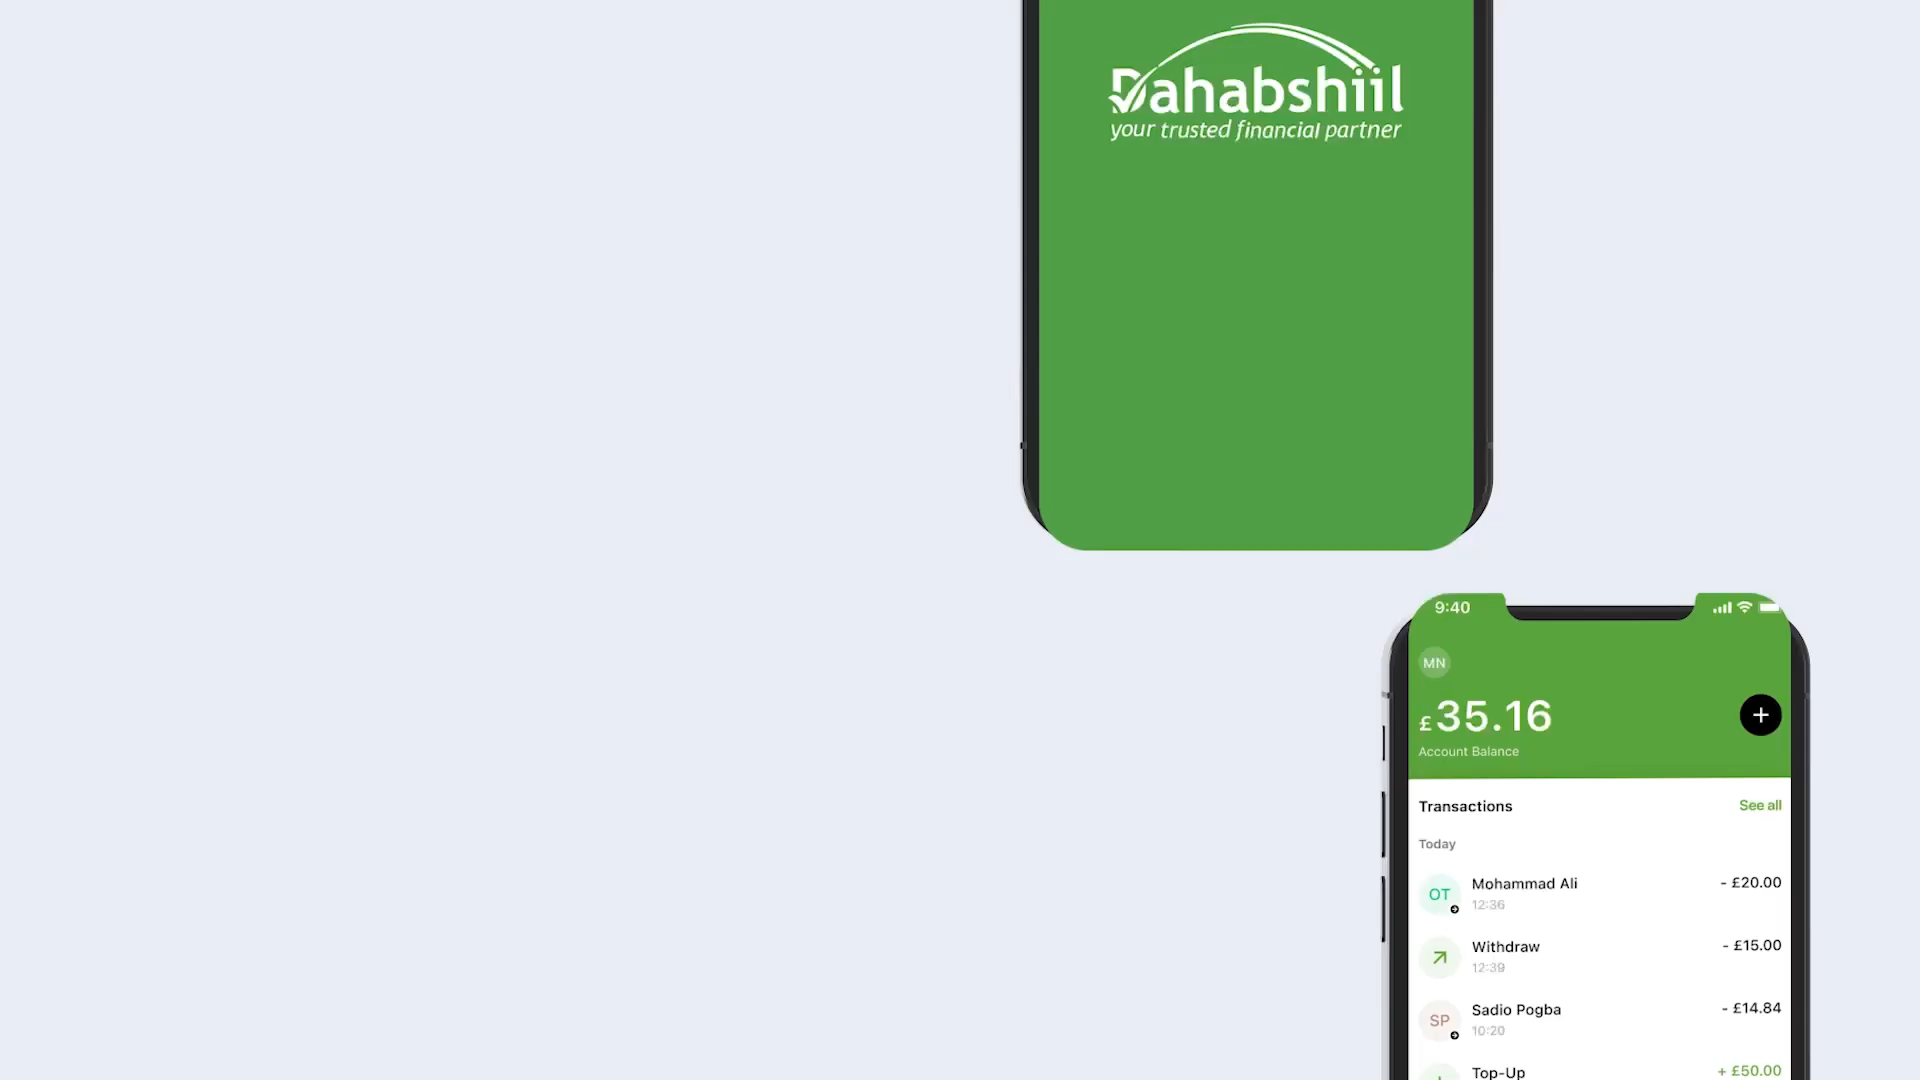 Dahabshiil
your trusted financial partner
9:40
MN
£35.16
Account Balance
Transactions
See all
Today
OT
Mohammad Ali
- £20.00
12:36
Withdraw
- £15.00
12:39
SP
Sadio Pogba
- £14.84
10:20
Top-Up
+ £50.00